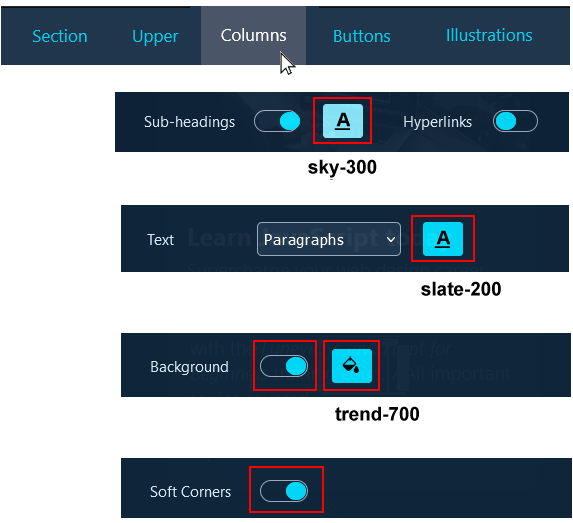 Section Upper Columns Buttons Illustrations
Sub-headings A Hyperlinks
sky-300
Text Paragraphs A
slate-200
Background
trend-700
Soft Corners